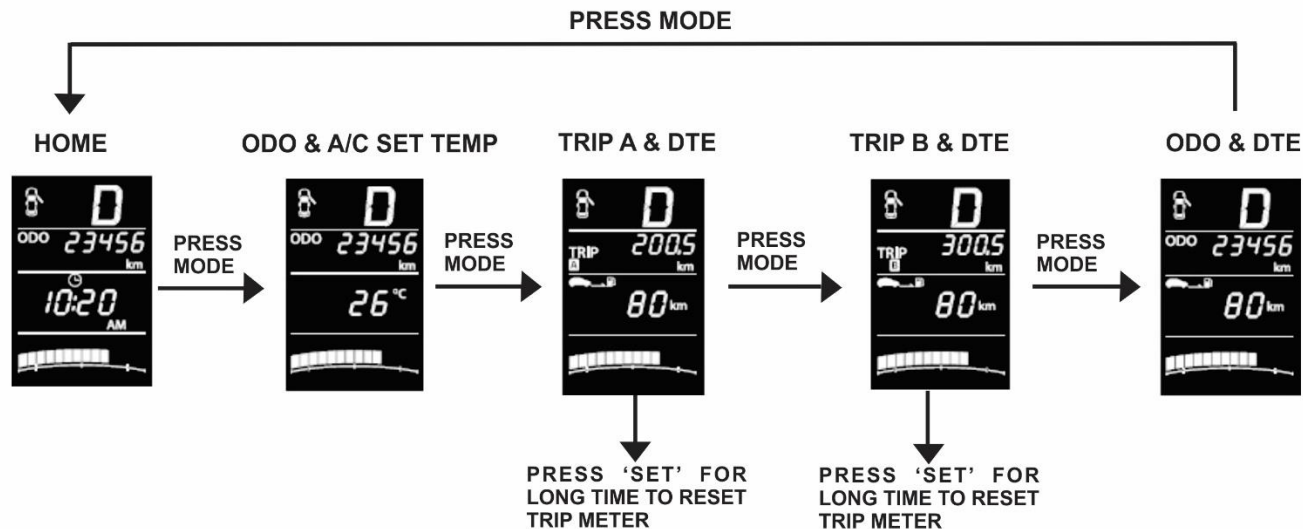 PRESS MODE
HOME
ODO & A/C SET TEMP
TRIP A & DTE
TRIP B & DTE
ODO & DTE
D
ODO 23456
km
10:20
AM
PRESS
MODE
D
ODO 23456
km
26 °C
PRESS
MODE
D
TRIP 200.5
A km
80 km
PRESS
MODE
D
TRIP 300.5
B km
80 km
PRESS
MODE
D
ODO 23456
km
80 km
PRESS 'SET' FOR
LONG TIME TO RESET
TRIP METER
PRESS 'SET' FOR
LONG TIME TO RESET
TRIP METER